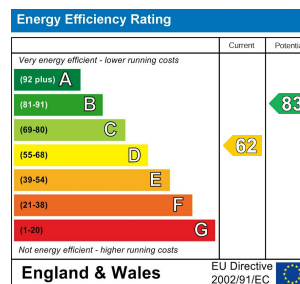 Energy Efficiency Rating
Current
Potenti
Very energy efficient - lower running costs
(92 plus) A
(81-91) B
83
(69-80) C
(55-68) D
62
(39-54) E
(21-38) F
(1-20) G
Not energy efficient - higher running costs
England & Wales
EU Directive
2002/91/EC